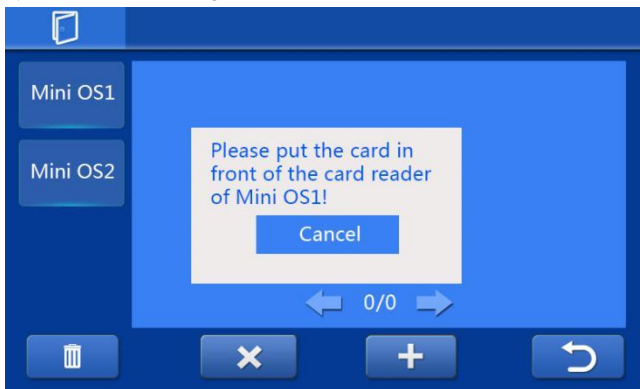 Mini OS1
Mini OS2
Please put the card in
front of the card reader
of Mini OS1!
Cancel
0/0